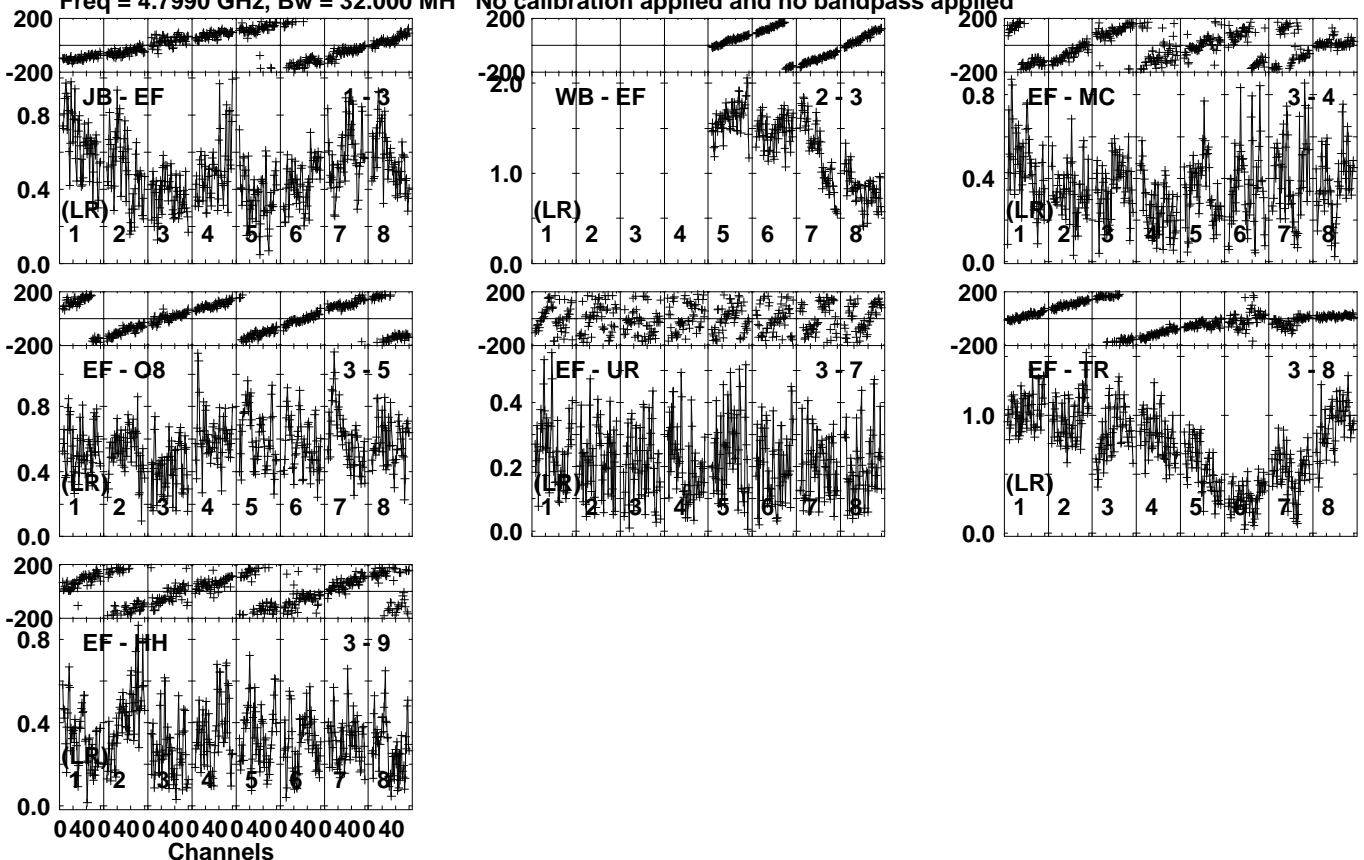 Freq = 4.7990 GHz, Bw = 32.000 MH No calibration applied and no bandpass applied
200
-200
JB - EF
1 - 3
0.8
0.4
0.0
(LR)
1 2 3 4 5 6 7 8
200
-200
WB - EF
2 - 3
2.0
1.0
0.0
(LR)
1 2 3 4 5 6 7 8
200
-200
EF - MC
3 - 4
0.8
0.4
0.0
(LR)
1 2 3 4 5 6 7 8
200
-200
EF - O8
3 - 5
0.8
0.4
0.0
(LR)
1 2 3 4 5 6 7 8
200
-200
EF - UR
3 - 7
0.4
0.2
0.0
(LR)
1 2 3 4 5 6 7 8
200
-200
EF - TR
3 - 8
1.0
0.0
(LR)
1 2 3 4 5 6 7 8
200
-200
EF - HH
3 - 9
0.8
0.4
0.0
(LR)
1 2 3 4 5 6 7 8
0 40 0 40 0 40 0 40 0 40 0 40 0 40 0 40
Channels